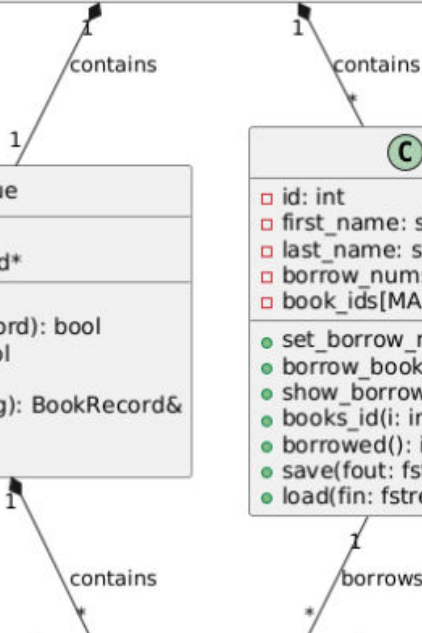 1
contains
1
1
contains
*
ue
d*
ord): bool
ol
g): BookRecord&
C
id: int
first_name: s
last_name: s
borrow_num
book_ids[MA
set_borrow_r
borrow_book
show_borrow
books_id(i: in
borrowed(): i
save(fout: fst
load(fin: fstre
1
contains
*
1
borrows
*